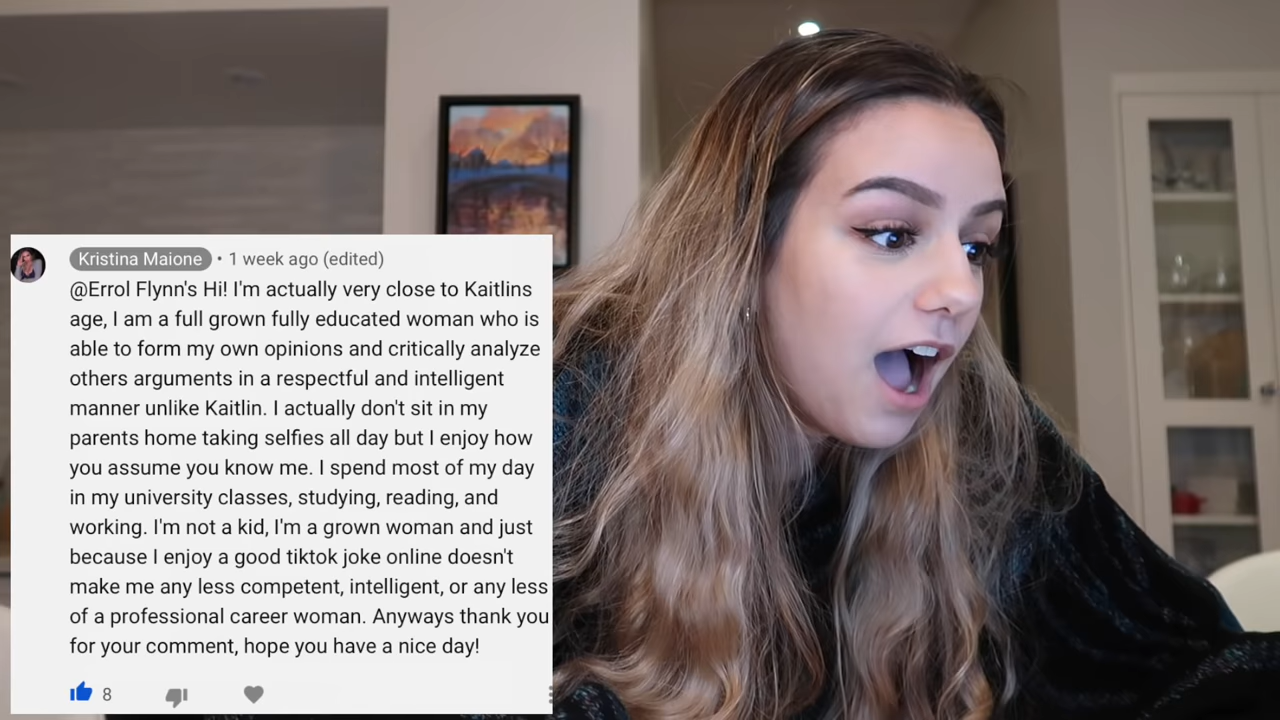 Kristina Maione • 1 week ago (edited)
@Errol Flynn's Hi! I'm actually very close to Kaitlins
age, I am a full grown fully educated woman who is
able to form my own opinions and critically analyze
others arguments in a respectful and intelligent
manner unlike Kaitlin. I actually don't sit in my
parents home taking selfies all day but I enjoy how
you assume you know me. I spend most of my day
in my university classes, studying, reading, and
working. I'm not a kid, I'm a grown woman and just
because I enjoy a good tiktok joke online doesn't
make me any less competent, intelligent, or any less
of a professional career woman. Anyways thank you
for your comment, hope you have a nice day!
8